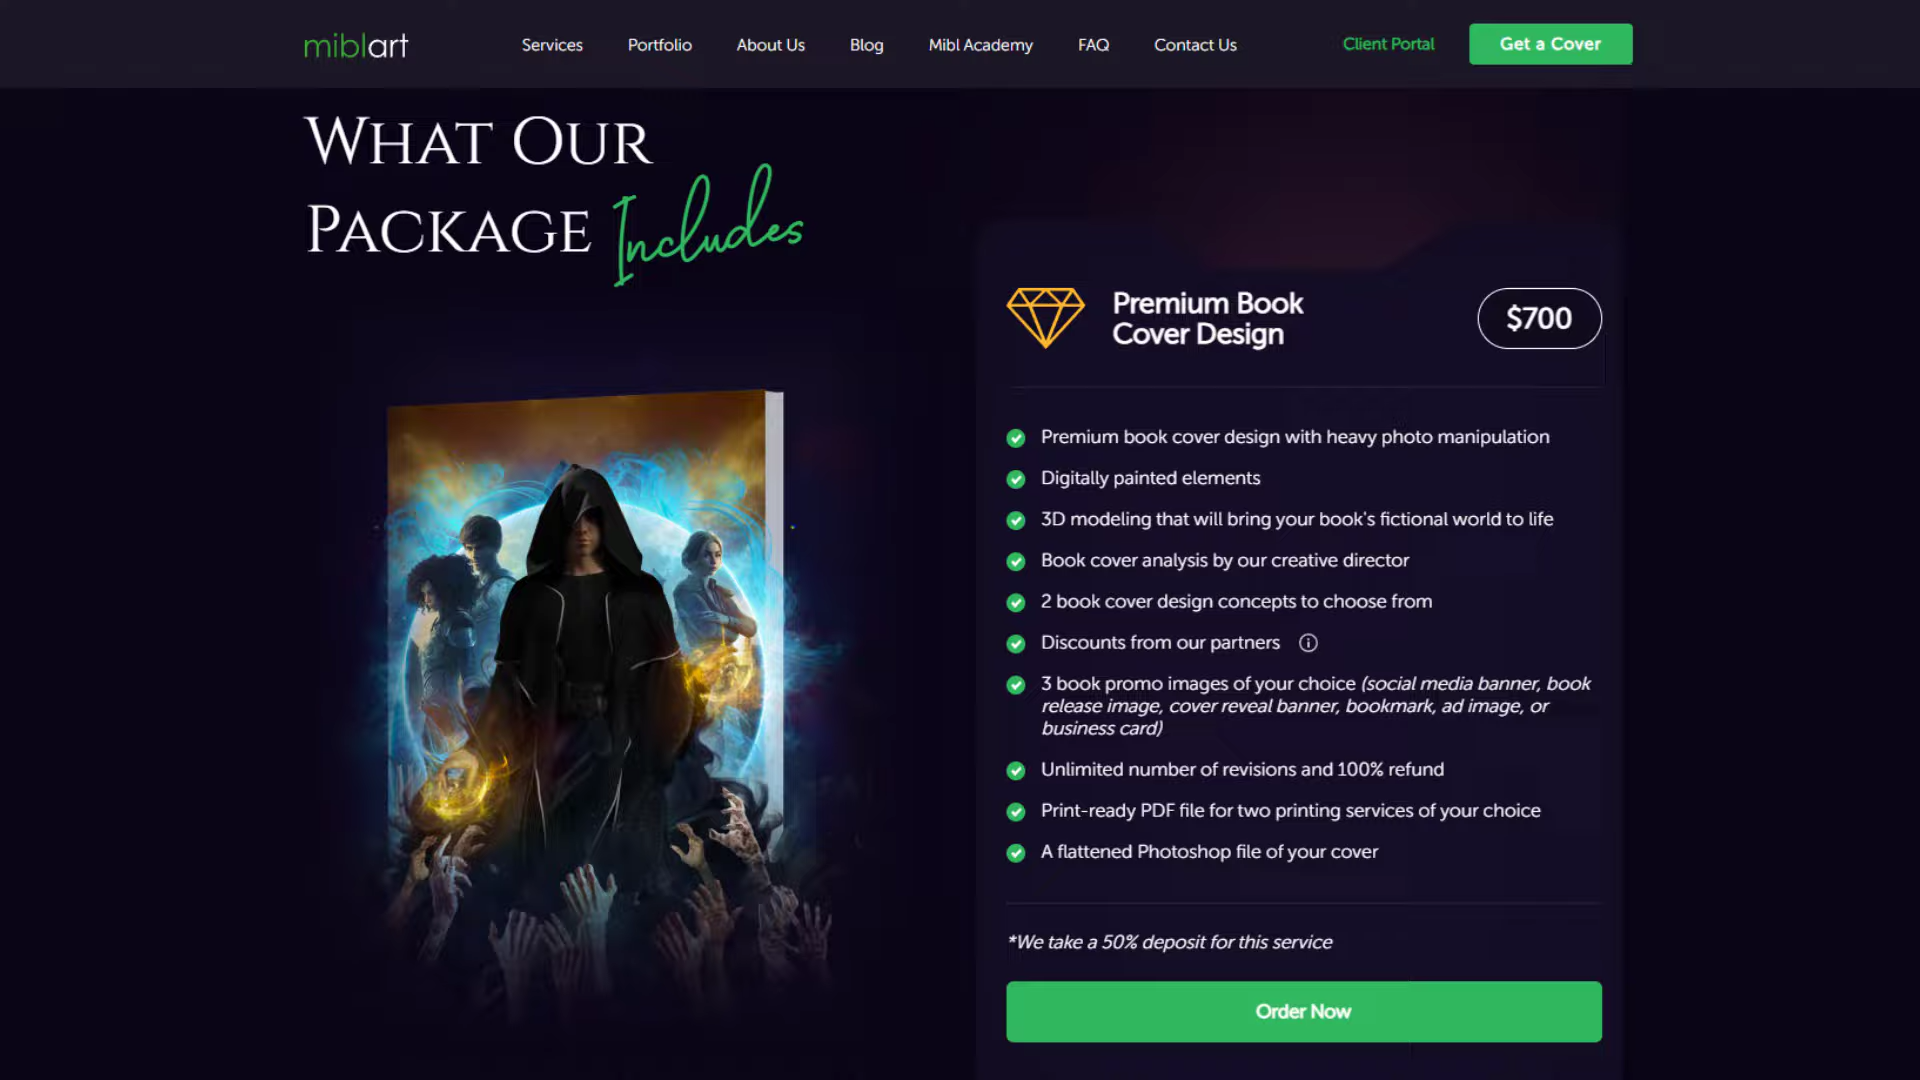 miblart
Services
Portfolio
About Us
Blog
Mibl Academy
FAQ
Contact Us
Client Portal
Get a Cover
What Our
Package Includes
Premium Book
Cover Design
$700
Premium book cover design with heavy photo manipulation
Digitally painted elements
3D modeling that will bring your book's fictional world to life
Book cover analysis by our creative director
2 book cover design concepts to choose from
Discounts from our partners
3 book promo images of your choice (social media banner, book
release image, cover reveal banner, bookmark, ad image, or
business card)
Unlimited number of revisions and 100% refund
Print-ready PDF file for two printing services of your choice
A flattened Photoshop file of your cover
*We take a 50% deposit for this service
Order Now